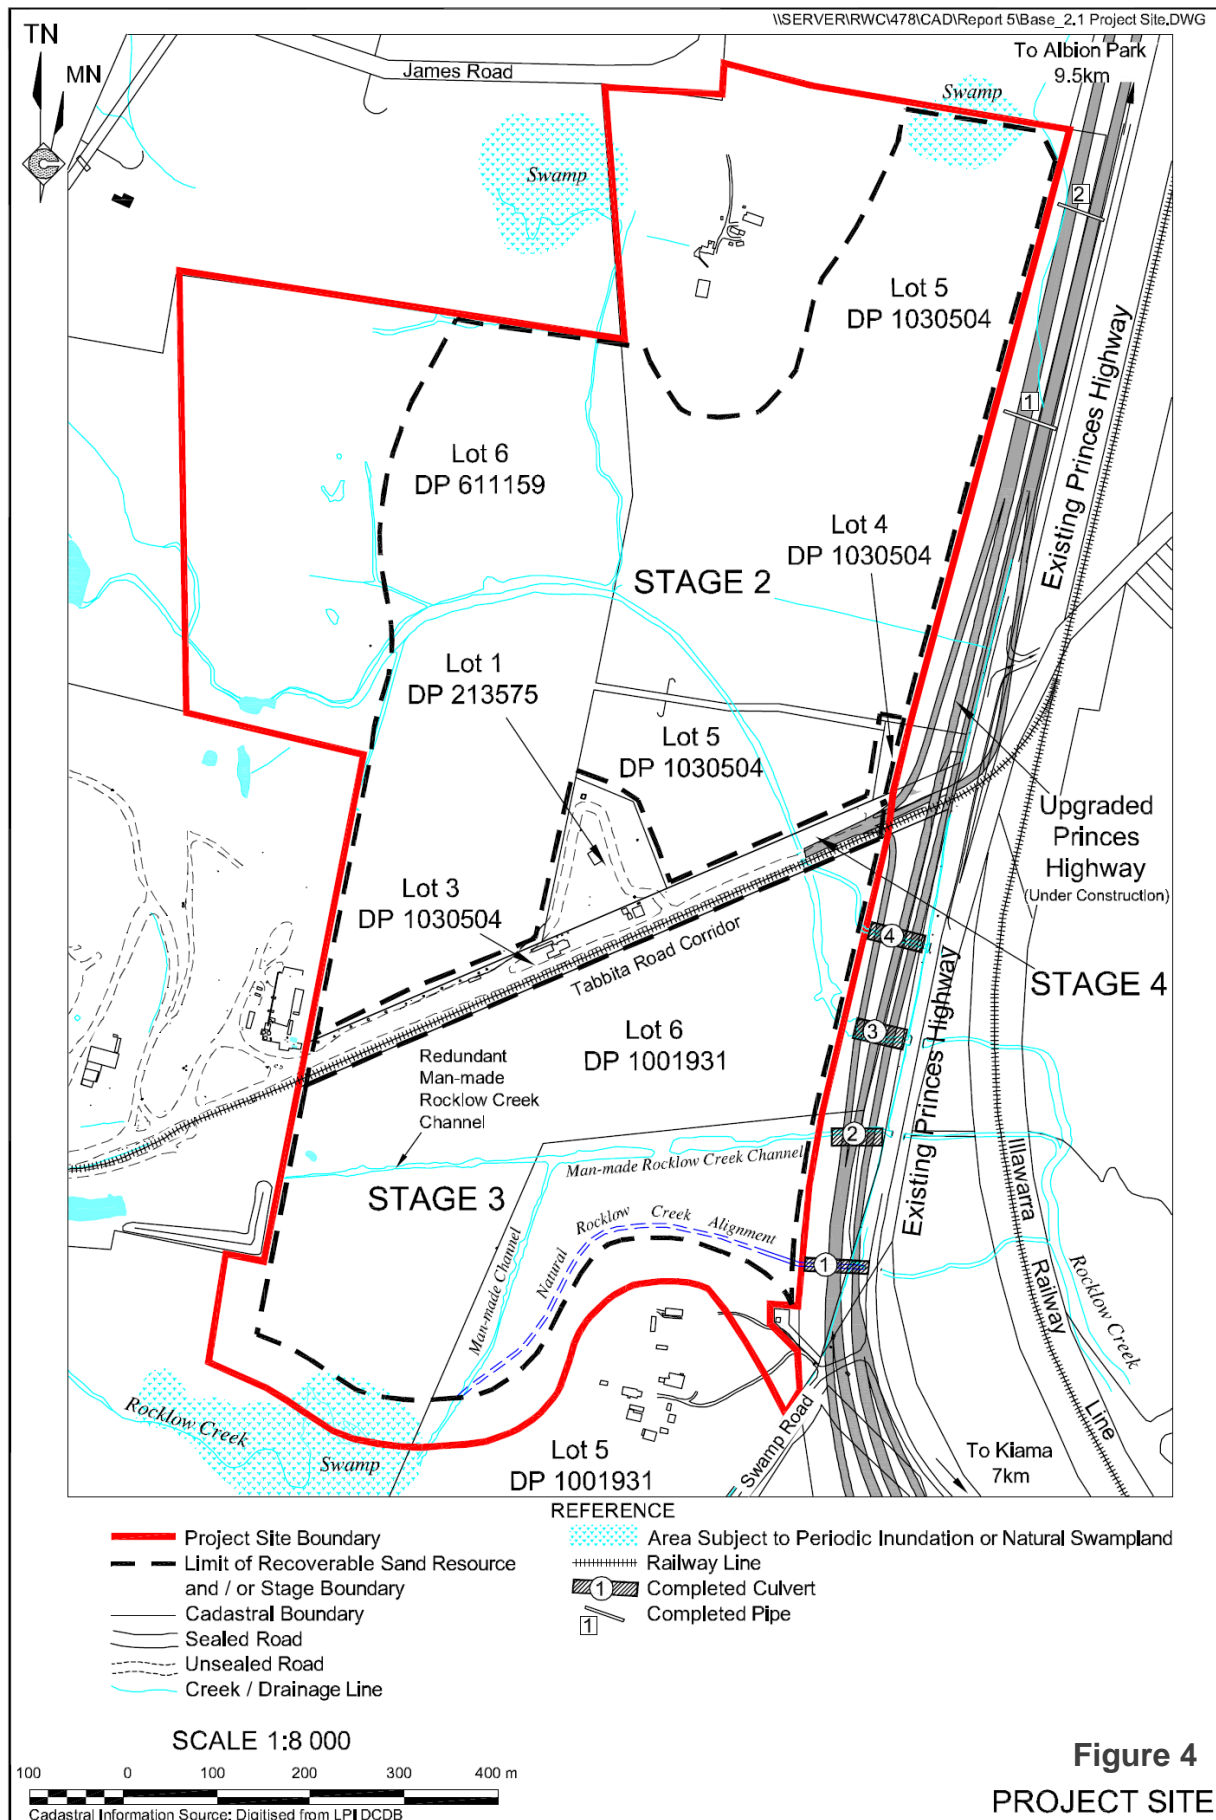 \\SERVER\RWC\478\CAD\Report 5\Base_2.1 Project Site.DWG
TN
MN
James Road
To Albion Park
9.5km
Swamp
Swamp
2
Lot 5
DP 1030504
1
Existing Princes Highway
Lot 6
DP 611159
Lot 4
DP 1030504
STAGE 2
Lot 1
DP 213575
Lot 5
DP 1030504
Upgraded
Princes
Highway
(Under Construction)
Lot 3
DP 1030504
Tabbita Road Corridor
4
STAGE 4
Lot 6
DP 1001931
3
Existing Princes Highway
Redundant
Man-made
Rocklow Creek
Channel
2
Man-made Rocklow Creek Channel
STAGE 3
Man-made Channel
Natural Rocklow Creek Alignment
1
Illawarra Railway Line
Rocklow Creek
Rocklow Creek
Swamp
Lot 5
DP 1001931
Swamp Road
To Kiama
7km
REFERENCE
Project Site Boundary
Limit of Recoverable Sand Resource
and / or Stage Boundary
Cadastral Boundary
Sealed Road
Unsealed Road
Creek / Drainage Line
Area Subject to Periodic Inundation or Natural Swampland
Railway Line
1 Completed Culvert
Completed Pipe
1
SCALE 1:8 000
100 0 100 200 300 400 m
Cadastral Information Source: Digitised from LPI DCDB
Figure 4
PROJECT SITE